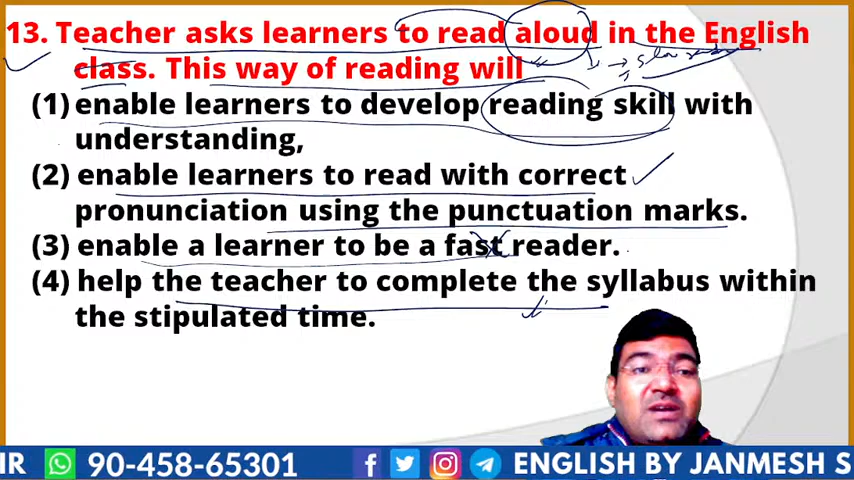 13. Teacher asks learners to read aloud in the English
class. This way of reading will
(1) enable learners to develop reading skill with
understanding,
(2) enable learners to read with correct
pronunciation using the punctuation marks.
(3) enable a learner to be a fast reader.
(4) help the teacher to complete the syllabus within
the stipulated time.
IR 90-458-65301 ENGLISH BY JANMESH S